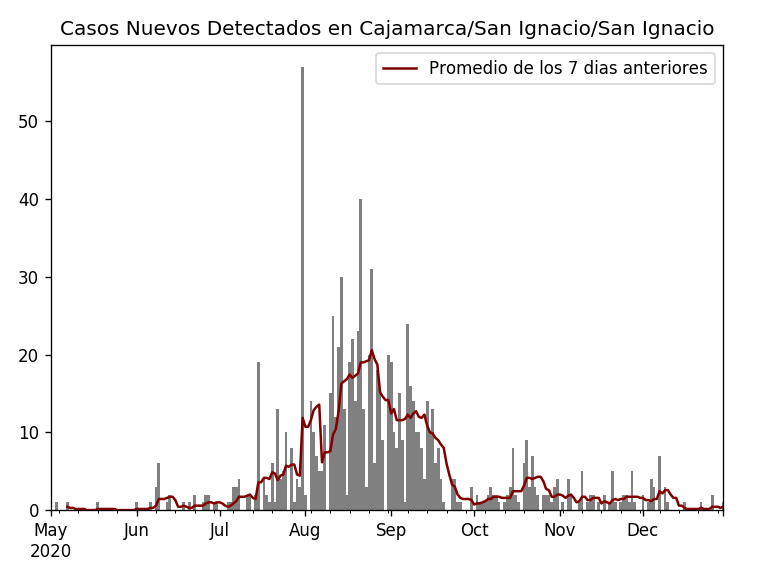 Casos Nuevos Detectados en Cajamarca/San Ignacio/San Ignacio
Promedio de los 7 dias anteriores
50
40
30
20
10
0
May Jun Jul Aug Sep Oct Nov Dec
2020